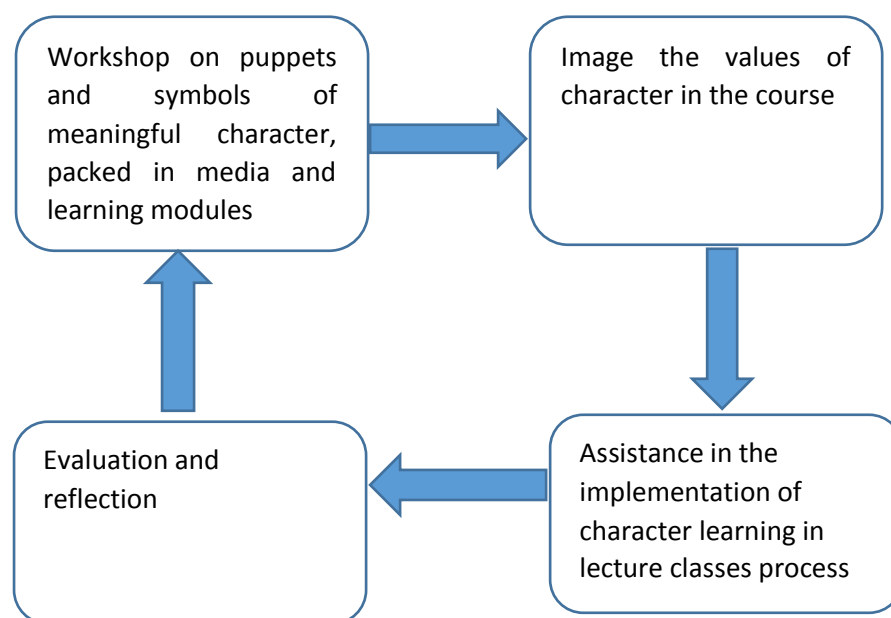 Workshop on puppets
and symbols of
meaningful character,
packed in media and
learning modules
Image the values of
character in the course
Assistance in the
implementation of
character learning in
lecture classes process
Evaluation and
reflection